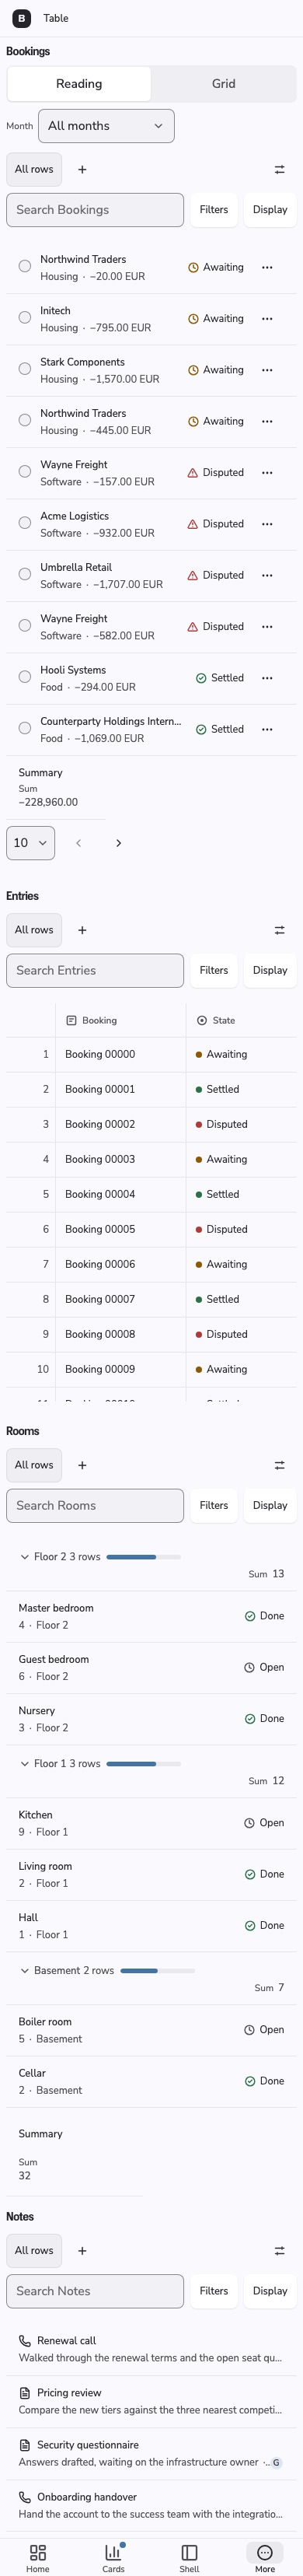 B Table
Bookings
Reading Grid
Month All months
All rows +
Search Bookings Filters Display
Northwind Traders
Housing · −20.00 EUR Awaiting
Initech
Housing · −795.00 EUR Awaiting
Stark Components
Housing · −1,570.00 EUR Awaiting
Northwind Traders
Housing · −445.00 EUR Awaiting
Wayne Freight
Software · −157.00 EUR Disputed
Acme Logistics
Software · −932.00 EUR Disputed
Umbrella Retail
Software · −1,707.00 EUR Disputed
Wayne Freight
Software · −582.00 EUR Disputed
Hooli Systems
Food · −294.00 EUR Settled
Counterparty Holdings Intern...
Food · −1,069.00 EUR Settled
Summary
Sum
−228,960.00
10
Entries
All rows +
Search Entries Filters Display
Booking State
1 Booking 00000 Awaiting
2 Booking 00001 Settled
3 Booking 00002 Disputed
4 Booking 00003 Awaiting
5 Booking 00004 Settled
6 Booking 00005 Disputed
7 Booking 00006 Awaiting
8 Booking 00007 Settled
9 Booking 00008 Disputed
10 Booking 00009 Awaiting
Rooms
All rows +
Search Rooms Filters Display
Floor 2 3 rows
Sum 13
Master bedroom
4 · Floor 2 Done
Guest bedroom
6 · Floor 2 Open
Nursery
3 · Floor 2 Done
Floor 1 3 rows
Sum 12
Kitchen
9 · Floor 1 Open
Living room
2 · Floor 1 Done
Hall
1 · Floor 1 Done
Basement 2 rows
Sum 7
Boiler room
5 · Basement Open
Cellar
2 · Basement Done
Summary
Sum
32
Notes
All rows +
Search Notes Filters Display
Renewal call
Walked through the renewal terms and the open seat qu...
Pricing review
Compare the new tiers against the three nearest competi...
Security questionnaire
Answers drafted, waiting on the infrastructure owner ·... G
Onboarding handover
Hand the account to the success team with the integratio...
Home Cards Shell More